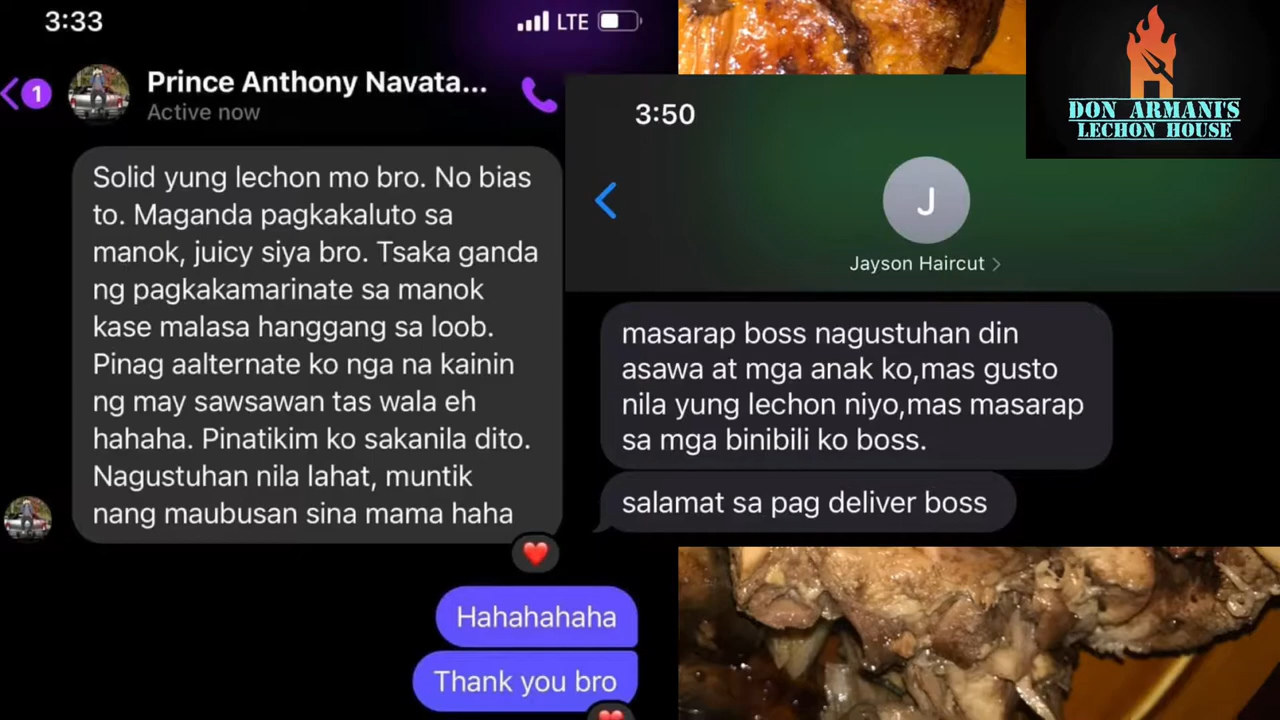 3:33
LTE
1
Prince Anthony Navata...
Active now
Solid yung lechon mo bro. No bias
to. Maganda pagkakaluto sa
manok, juicy siya bro. Tsaka ganda
ng pagkakamarinate sa manok
kase malasa hanggang sa loob.
Pinag aalternate ko nga na kainin
ng may sawsawan tas wala eh
hahaha. Pinatikim ko sakanila dito.
Nagustuhan nila lahat, muntik
nang maubusan sina mama haha
Hahahahaha
Thank you bro
3:50
J
Jayson Haircut
masarap boss nagustuhan din
asawa at mga anak ko,mas gusto
nila yung lechon niyo,mas masarap
sa mga binibili ko boss.
salamat sa pag deliver boss
DON ARMANI'S
LECHON HOUSE